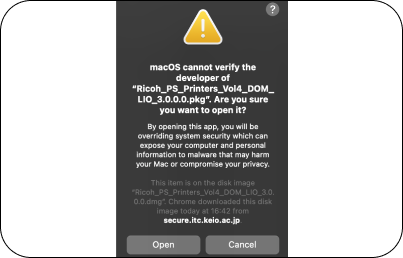 ?
macOS cannot verify the
developer of
“Ricoh_PS_Printers_Vol4_DOM_
LIO_3.0.0.0.pkg”. Are you sure
you want to open it?
By opening this app, you will be
overriding system security which can
expose your computer and personal
information to malware that may harm
your Mac or compromise your privacy.
This item is on the disk image
“Ricoh_PS_Printers_Vol4_DOM_LIO_3.0.
0.0.dmg”. Chrome downloaded this disk
image today at 16:42 from
secure.itc.keio.ac.jp.
Open
Cancel